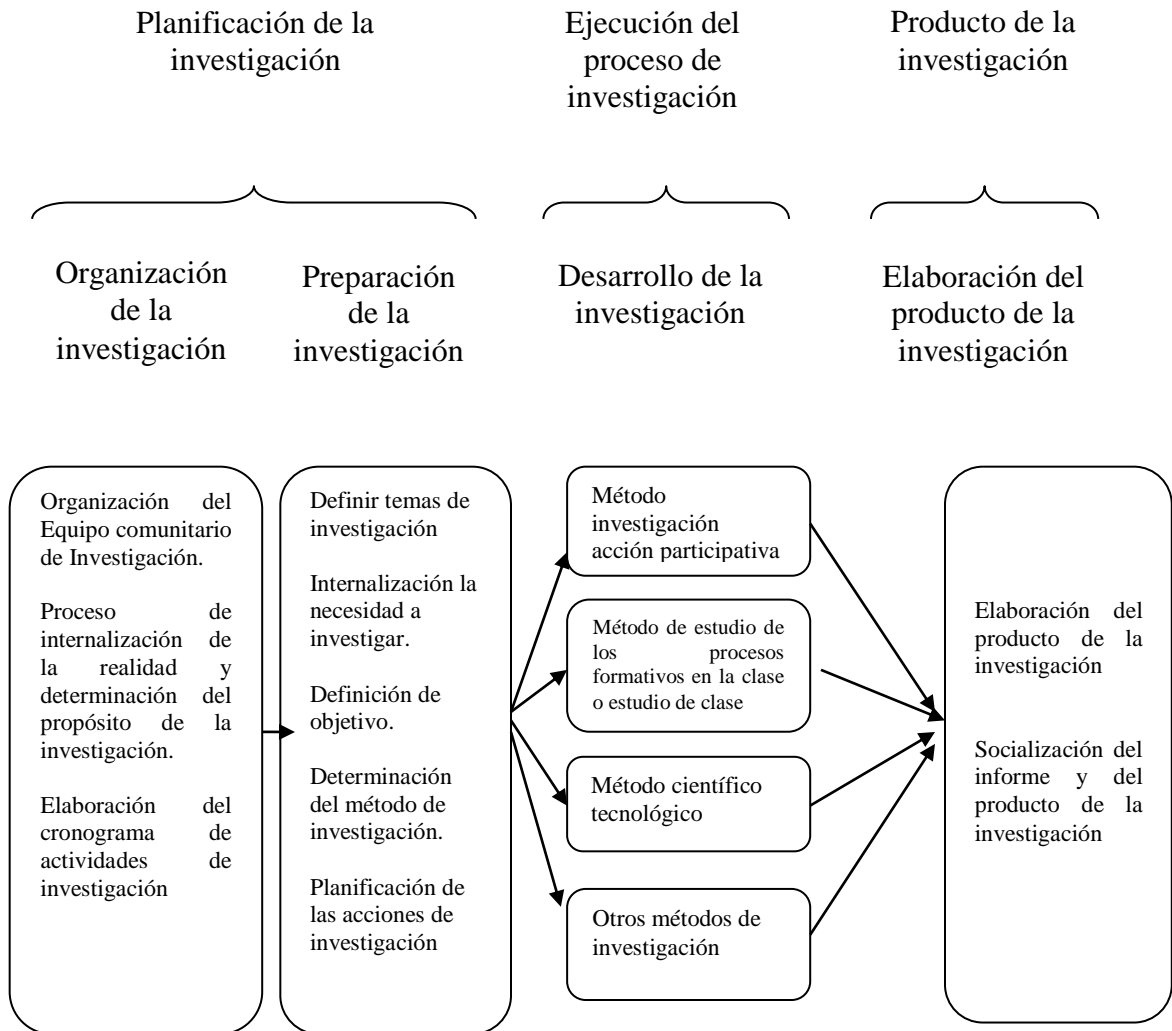 Planificación de la
investigación
Ejecución del
proceso de
investigación
Producto de la
investigación
Organización
de la
investigación
Preparación
de la
investigación
Desarrollo de la
investigación
Elaboración del
producto de la
investigación
Organización del
Equipo comunitario
de Investigación.
Proceso de
internalización de
la realidad y
determinación del
propósito de la
investigación.
Elaboración del
cronograma de
actividades de
investigación
Definir temas de
investigación
Internalización la
necesidad a
investigar.
Definición de
objetivo.
Determinación
del método de
investigación.
Planificación de
las acciones de
investigación
Método
investigación
acción participativa
Método de estudio de
los procesos
formativos en la clase
o estudio de clase
Método científico
tecnológico
Otros métodos de
investigación
Elaboración del
producto de la
investigación
Socialización del
informe y del
producto de la
investigación